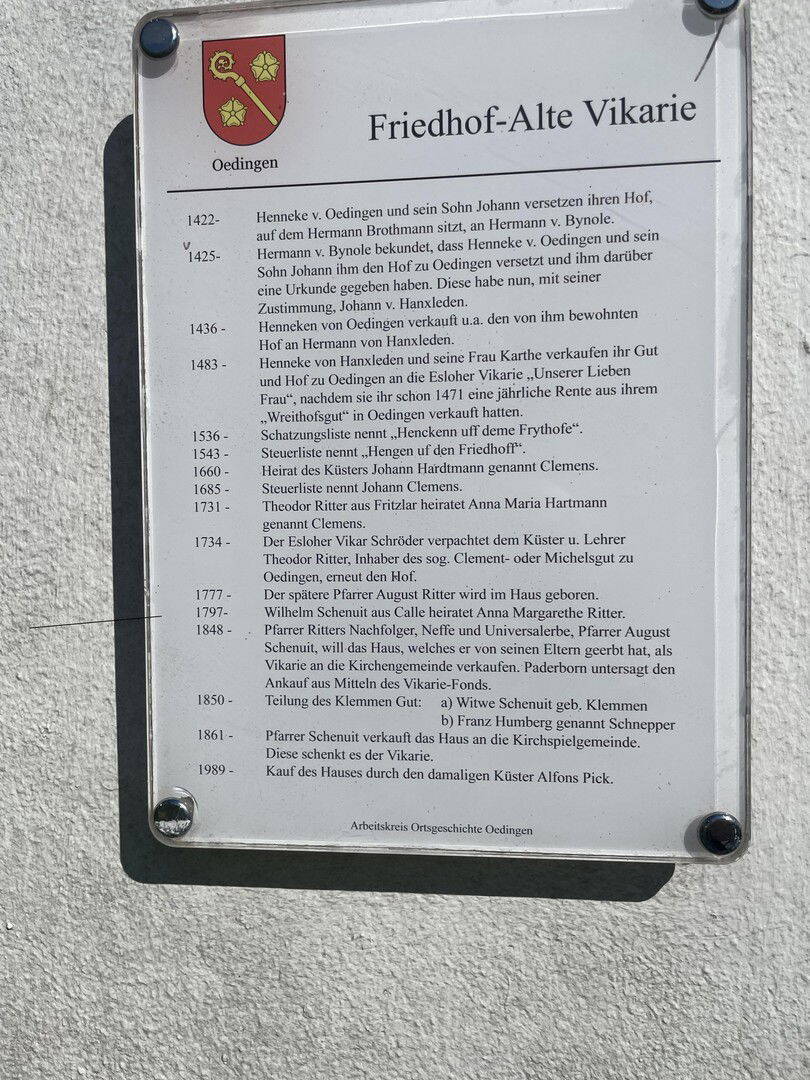 Oedingen
Friedhof-Alte Vikarie
1422- Henneke v. Oedingen und sein Sohn Johann versetzen ihren Hof,
auf dem Hermann Brothmann sitzt, an Hermann v. Bynole.
1425- Hermann v. Bynole bekundet, dass Henneke v. Oedingen und sein
Sohn Johann ihm den Hof zu Oedingen versetzt und ihm darüber
eine Urkunde gegeben haben. Diese habe nun, mit seiner
Zustimmung, Johann v. Hanxleden.
1436 - Henneken von Oedingen verkauft u.a. den von ihm bewohnten
Hof an Hermann von Hanxleden.
1483 - Henneke von Hanxleden und seine Frau Karthe verkaufen ihr Gut
und Hof zu Oedingen an die Esloher Vikarie „Unserer Lieben
Frau“, nachdem sie ihr schon 1471 eine jährliche Rente aus ihrem
„Wreithofsgut“ in Oedingen verkauft hatten.
1536 - Schatzungsliste nennt „Henckenn uff deme Frythofe“.
1543 - Steuerliste nennt „Hengen uf den Friedhoff“.
1660 - Heirat des Küsters Johann Hardtmann genannt Clemens.
1685 - Steuerliste nennt Johann Clemens.
1731 - Theodor Ritter aus Fritzlar heiratet Anna Maria Hartmann
genannt Clemens.
1734 - Der Esloher Vikar Schröder verpachtet dem Küster u. Lehrer
Theodor Ritter, Inhaber des sog. Clement- oder Michelsgut zu
Oedingen, erneut den Hof.
1777 - Der spätere Pfarrer August Ritter wird im Haus geboren.
1797- Wilhelm Schenuit aus Calle heiratet Anna Margarethe Ritter.
1848 - Pfarrer Ritters Nachfolger, Neffe und Universalerbe, Pfarrer August
Schenuit, will das Haus, welches er von seinen Eltern geerbt hat, als
Vikarie an die Kirchengemeinde verkaufen. Paderborn untersagt den
Ankauf aus Mitteln des Vikarie-Fonds.
1850 - Teilung des Klemmen Gut: a) Witwe Schenuit geb. Klemmen
b) Franz Humberg genannt Schnepper
1861 - Pfarrer Schenuit verkauft das Haus an die Kirchspielgemeinde.
Diese schenkt es der Vikarie.
1989 - Kauf des Hauses durch den damaligen Küster Alfons Pick.
Arbeitskreis Ortsgeschichte Oedingen